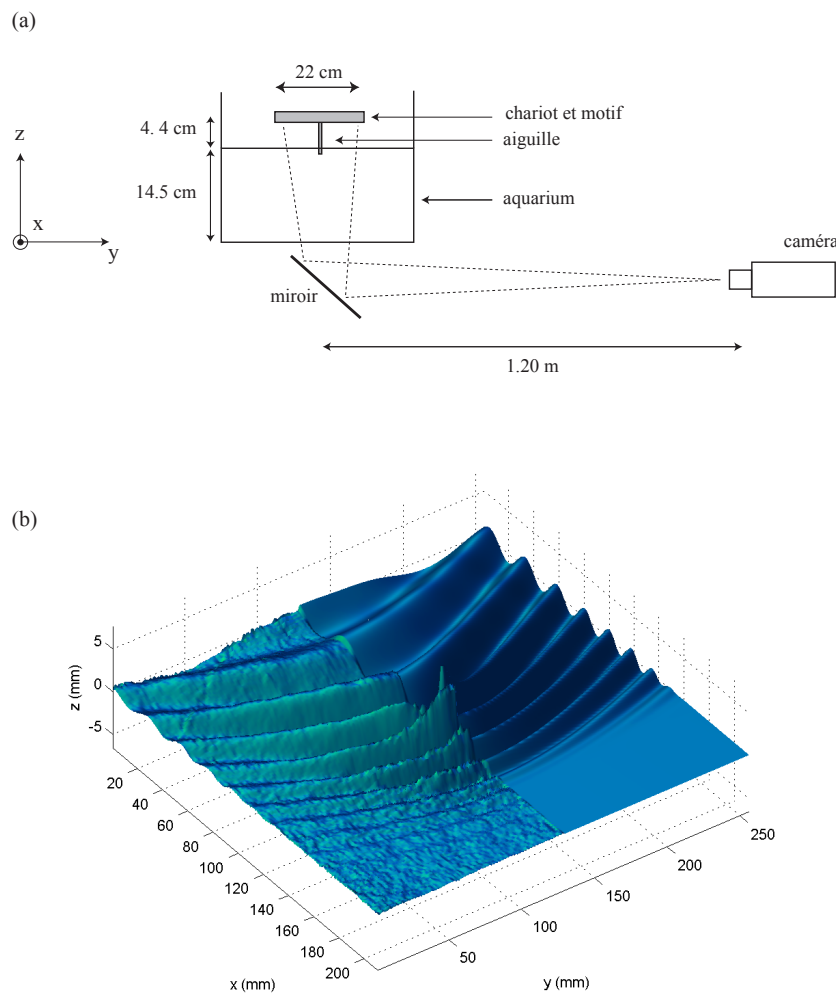 (a)
22 cm
4. 4 cm
chariot et motif
aiguille
z
14.5 cm
aquarium
x
y
caméra
miroir
1.20 m
(b)
z (mm)
5
0
-5
20
40
60
80
100
120
140
160
180
200
x (mm)
50
100
150
200
250
y (mm)